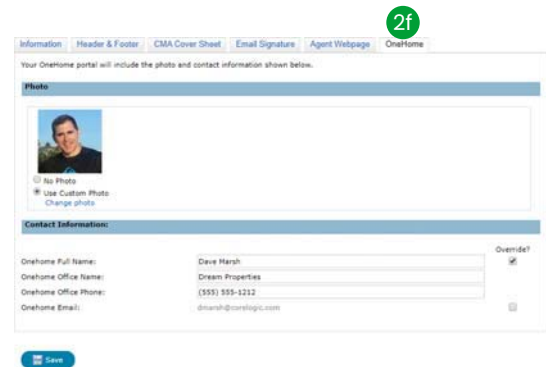 2f
Information Header & Footer CMA Cover Sheet Email Signature Agent Webpage OneHome
Your OneHome portal will include the photo and contact information shown below.
Photo
No Photo
Use Custom Photo
Change photo
Contact Information:
Override?
Onehome Full Name: Dave Marsh
Onehome Office Name: Dream Properties
Onehome Office Phone: (555) 555-1212
Onehome Email: dmarsh@corelogic.com
Save